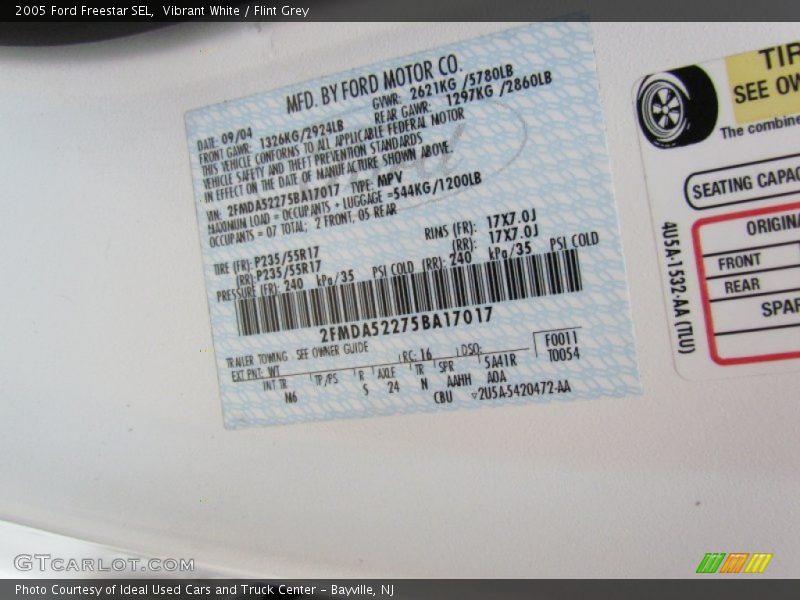 2005 Ford Freestar SEL, Vibrant White / Flint Grey
MFD. BY FORD MOTOR CO.
DATE: 09/04 GVWR: 2621KG /5780LB
FRONT GAWR: 1326KG/2924LB REAR GAWR: 1297KG /2860LB
THIS VEHICLE CONFORMS TO ALL APPLICABLE FEDERAL MOTOR
VEHICLE SAFETY AND THEFT PREVENTION STANDARDS
IN EFFECT ON THE DATE OF MANUFACTURE SHOWN ABOVE.
VIN: 2FMDA52275BA17017 TYPE: MPV
MAXIMUM LOAD = OCCUPANTS + LUGGAGE =544KG/1200LB
OCCUPANTS = 07 TOTAL; 2 FRONT, 05 REAR
RIMS (FR): 17X7.0J
TIRE (FR): P235/55R17 (RR): 17X7.0J
(RR): P235/55R17
PRESSURE (FR): 240 kPa/35 PSI COLD (RR): 240 kPa/35 PSI COLD
2FMDA52275BA17017
TRAILER TOWING - SEE OWNER GUIDE
EXT PNT: WT RC: 16 DSO: F0011
INT TR TP/PS R AXLE TR SPR 5AA1R T0054
N6 5 24 N AAHH A0A
CBU ▽2U5A-5420472-AA
TIR
SEE OW
The combine
SEATING CAPAC
ORIGINA
FRONT
REAR
SPAR
4U5A-1532-AA (TLU)
GTCARLOT.COM
Photo Courtesy of Ideal Used Cars and Truck Center – Bayville, NJ